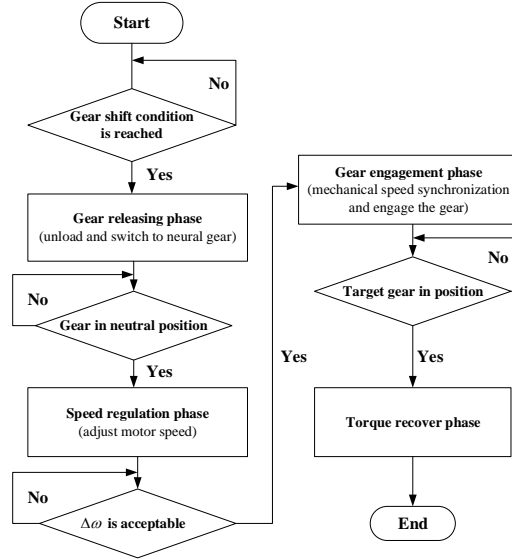 Start
No
Gear shift condition
is reached
Yes
Gear releasing phase
(unload and switch to neural gear)
No
Gear in neutral position
Yes
Speed regulation phase
(adjust motor speed)
No
Δω is acceptable
Yes
Gear engagement phase
(mechanical speed synchronization
and engage the gear)
No
Target gear in position
Yes
Torque recover phase
End